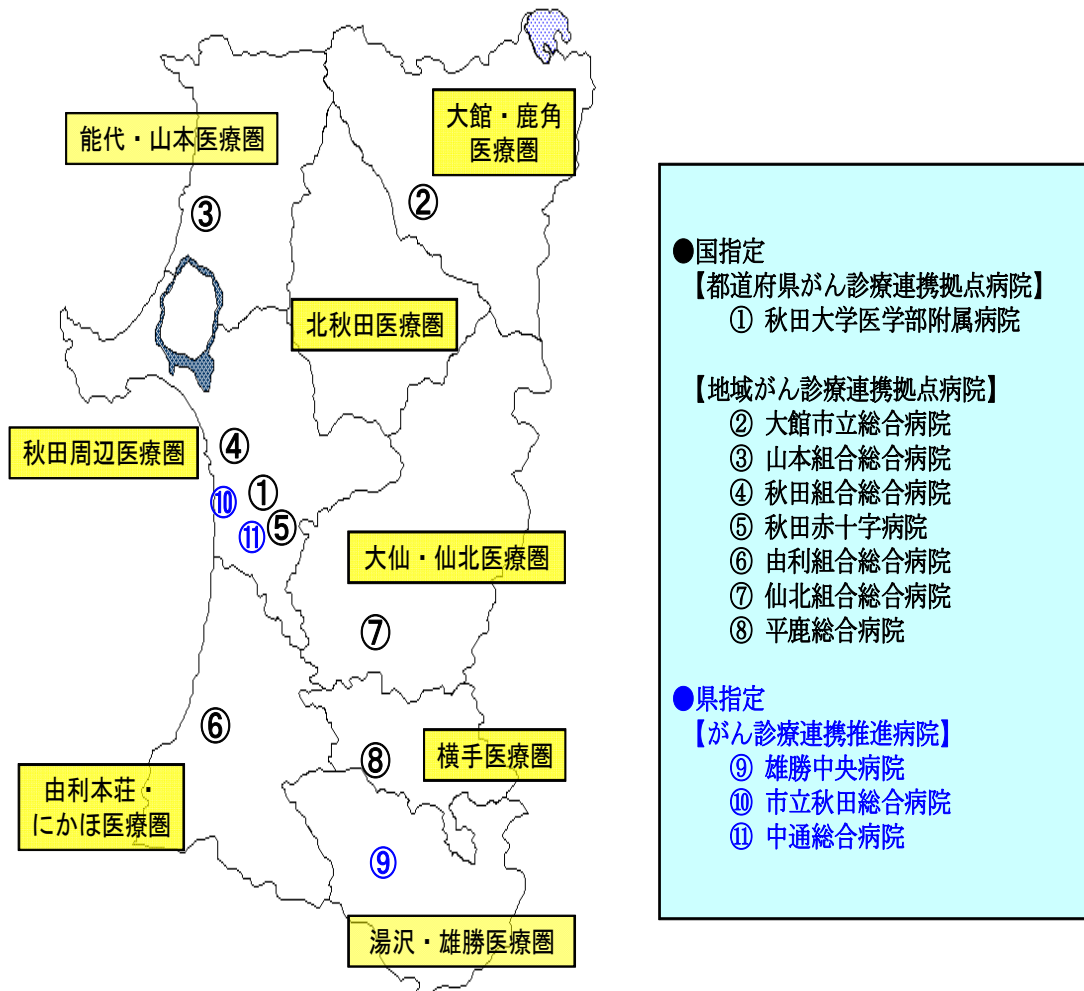 能代・山本医療圏
大館・鹿角
医療圏
③
②
北秋田医療圏
秋田周辺医療圏
④
①
⑩
⑪
⑤
大仙・仙北医療圏
⑦
⑥
⑧
横手医療圏
由利本荘・
にかほ医療圏
⑨
湯沢・雄勝医療圏
●国指定
【都道府県がん診療連携拠点病院】
① 秋田大学医学部附属病院
【地域がん診療連携拠点病院】
② 大館市立総合病院
③ 山本組合総合病院
④ 秋田組合総合病院
⑤ 秋田赤十字病院
⑥ 由利組合総合病院
⑦ 仙北組合総合病院
⑧ 平鹿総合病院
●県指定
【がん診療連携推進病院】
⑨ 雄勝中央病院
⑩ 市立秋田総合病院
⑪ 中通総合病院